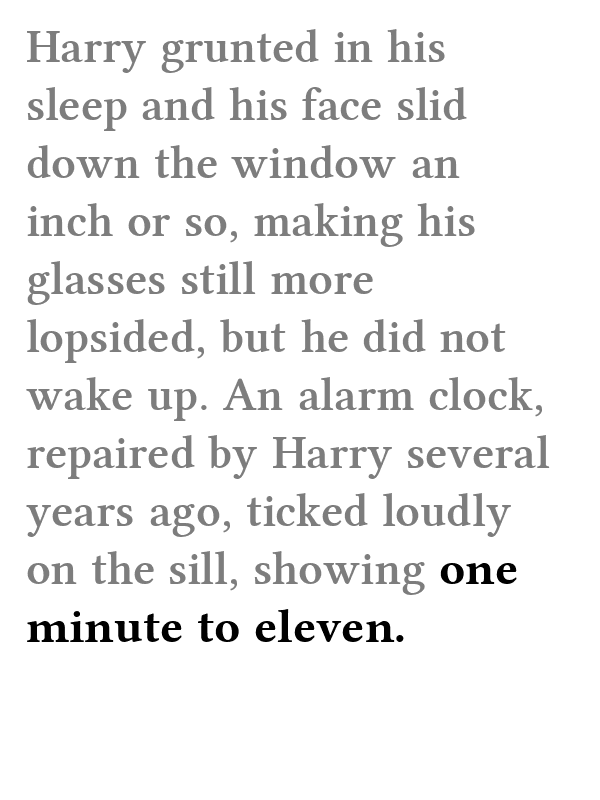 Harry grunted in his
sleep and his face slid
down the window an
inch or so, making his
glasses still more
lopsided, but he did not
wake up. An alarm clock,
repaired by Harry several
years ago, ticked loudly
on the sill, showing one
minute to eleven.